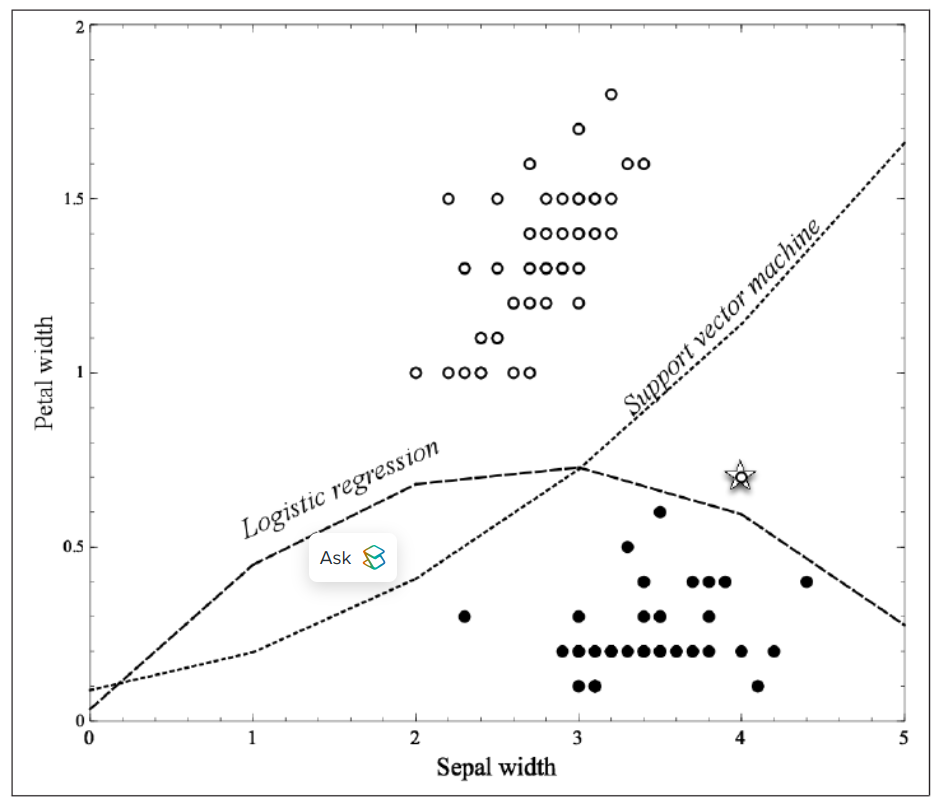 2
1.5
1
0.5
0
Petal width
Logistic regression
Support vector machine
Ask
0 1 2 3 4 5
Sepal width